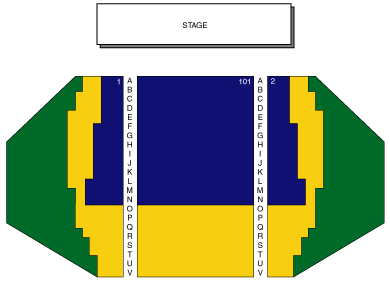 STAGE
1 A 101 A 2
B B
C C
D D
E E
F F
G G
H H
I I
J J
K K
L L
M M
N N
O O
P P
Q Q
R R
S S
T T
U U
V V